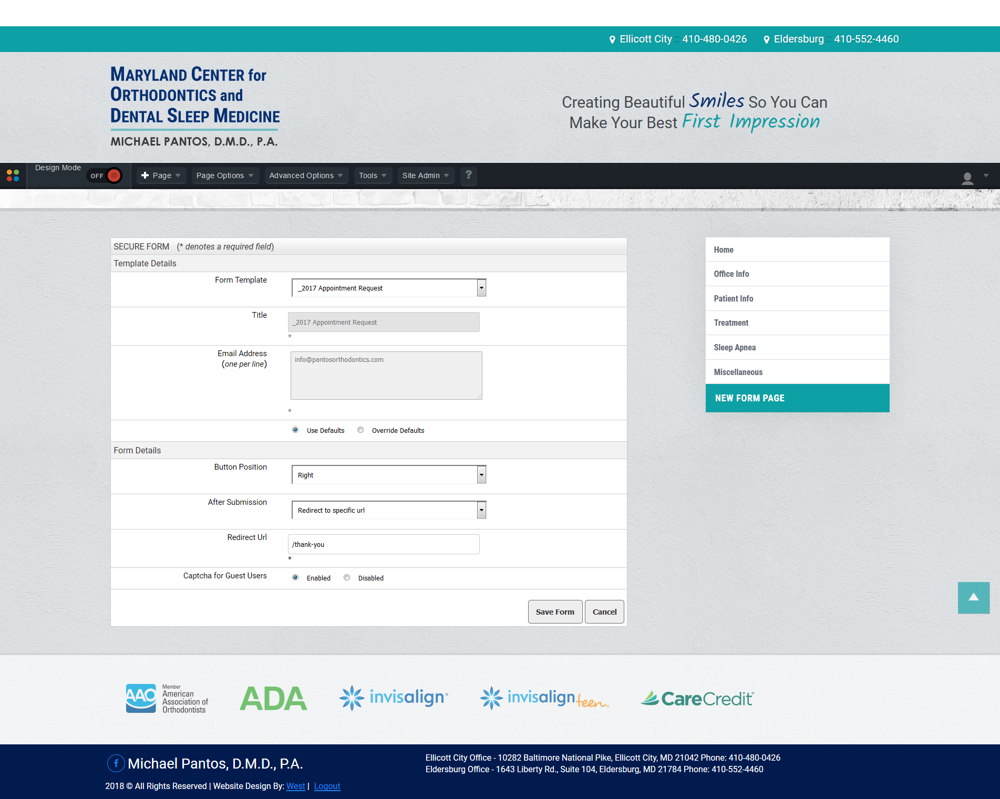 Ellicott City :: 410-480-0426 Eldersburg :: 410-552-4460
MARYLAND CENTER for
ORTHODONTICS and
DENTAL SLEEP MEDICINE
MICHAEL PANTOS, D.M.D., P.A.
Creating Beautiful Smiles So You Can
Make Your Best First Impression
Design Mode OFF Page Page Options Advanced Options Tools Site Admin ?
SECURE FORM (* denotes a required field)
Template Details
Form Template _2017 Appointment Request
Title _2017 Appointment Request
*
Email Address info@pantosorthodontics.com
(one per line)
*
Use Defaults Override Defaults
Form Details
Button Position Right
After Submission Redirect to specific url
Redirect Url /thank-you
*
Captcha for Guest Users Enabled Disabled
Save Form Cancel
Home
Office Info
Patient Info
Treatment
Sleep Apnea
Miscellaneous
NEW FORM PAGE
AAO Member
American
Association of
Orthodontists
ADA
invisalign®
invisalign teen®
CareCredit®
f Michael Pantos, D.M.D., P.A.
2018 © All Rights Reserved | Website Design By: West | Logout
Ellicott City Office - 10282 Baltimore National Pike, Ellicott City, MD 21042 Phone: 410-480-0426
Eldersburg Office - 1643 Liberty Rd., Suite 104, Eldersburg, MD 21784 Phone: 410-552-4460